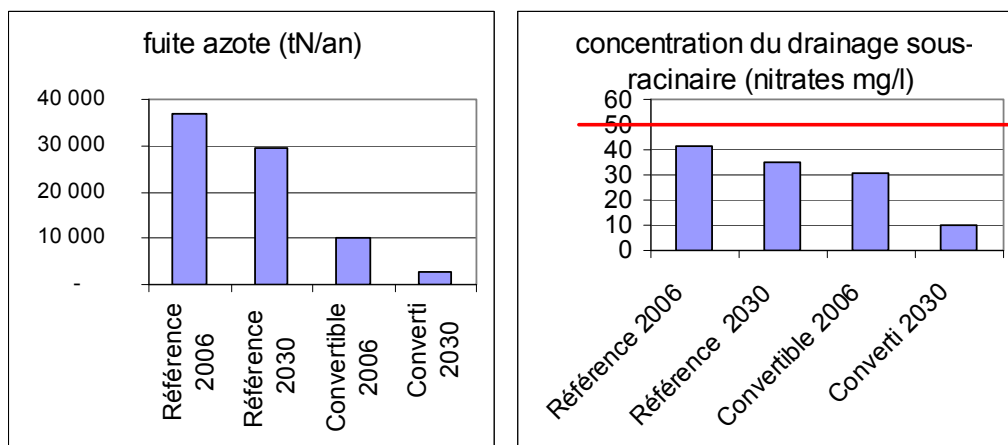 fuite azote (tN/an)
40 000
30 000
20 000
10 000
-
Référence
2006
Référence
2030
Convertible
2006
Converti
2030
concentration du drainage sous-
racinaire (nitrates mg/l)
60
50
40
30
20
10
0
Référence 2006
Référence 2030
Convertible 2006
Converti 2030